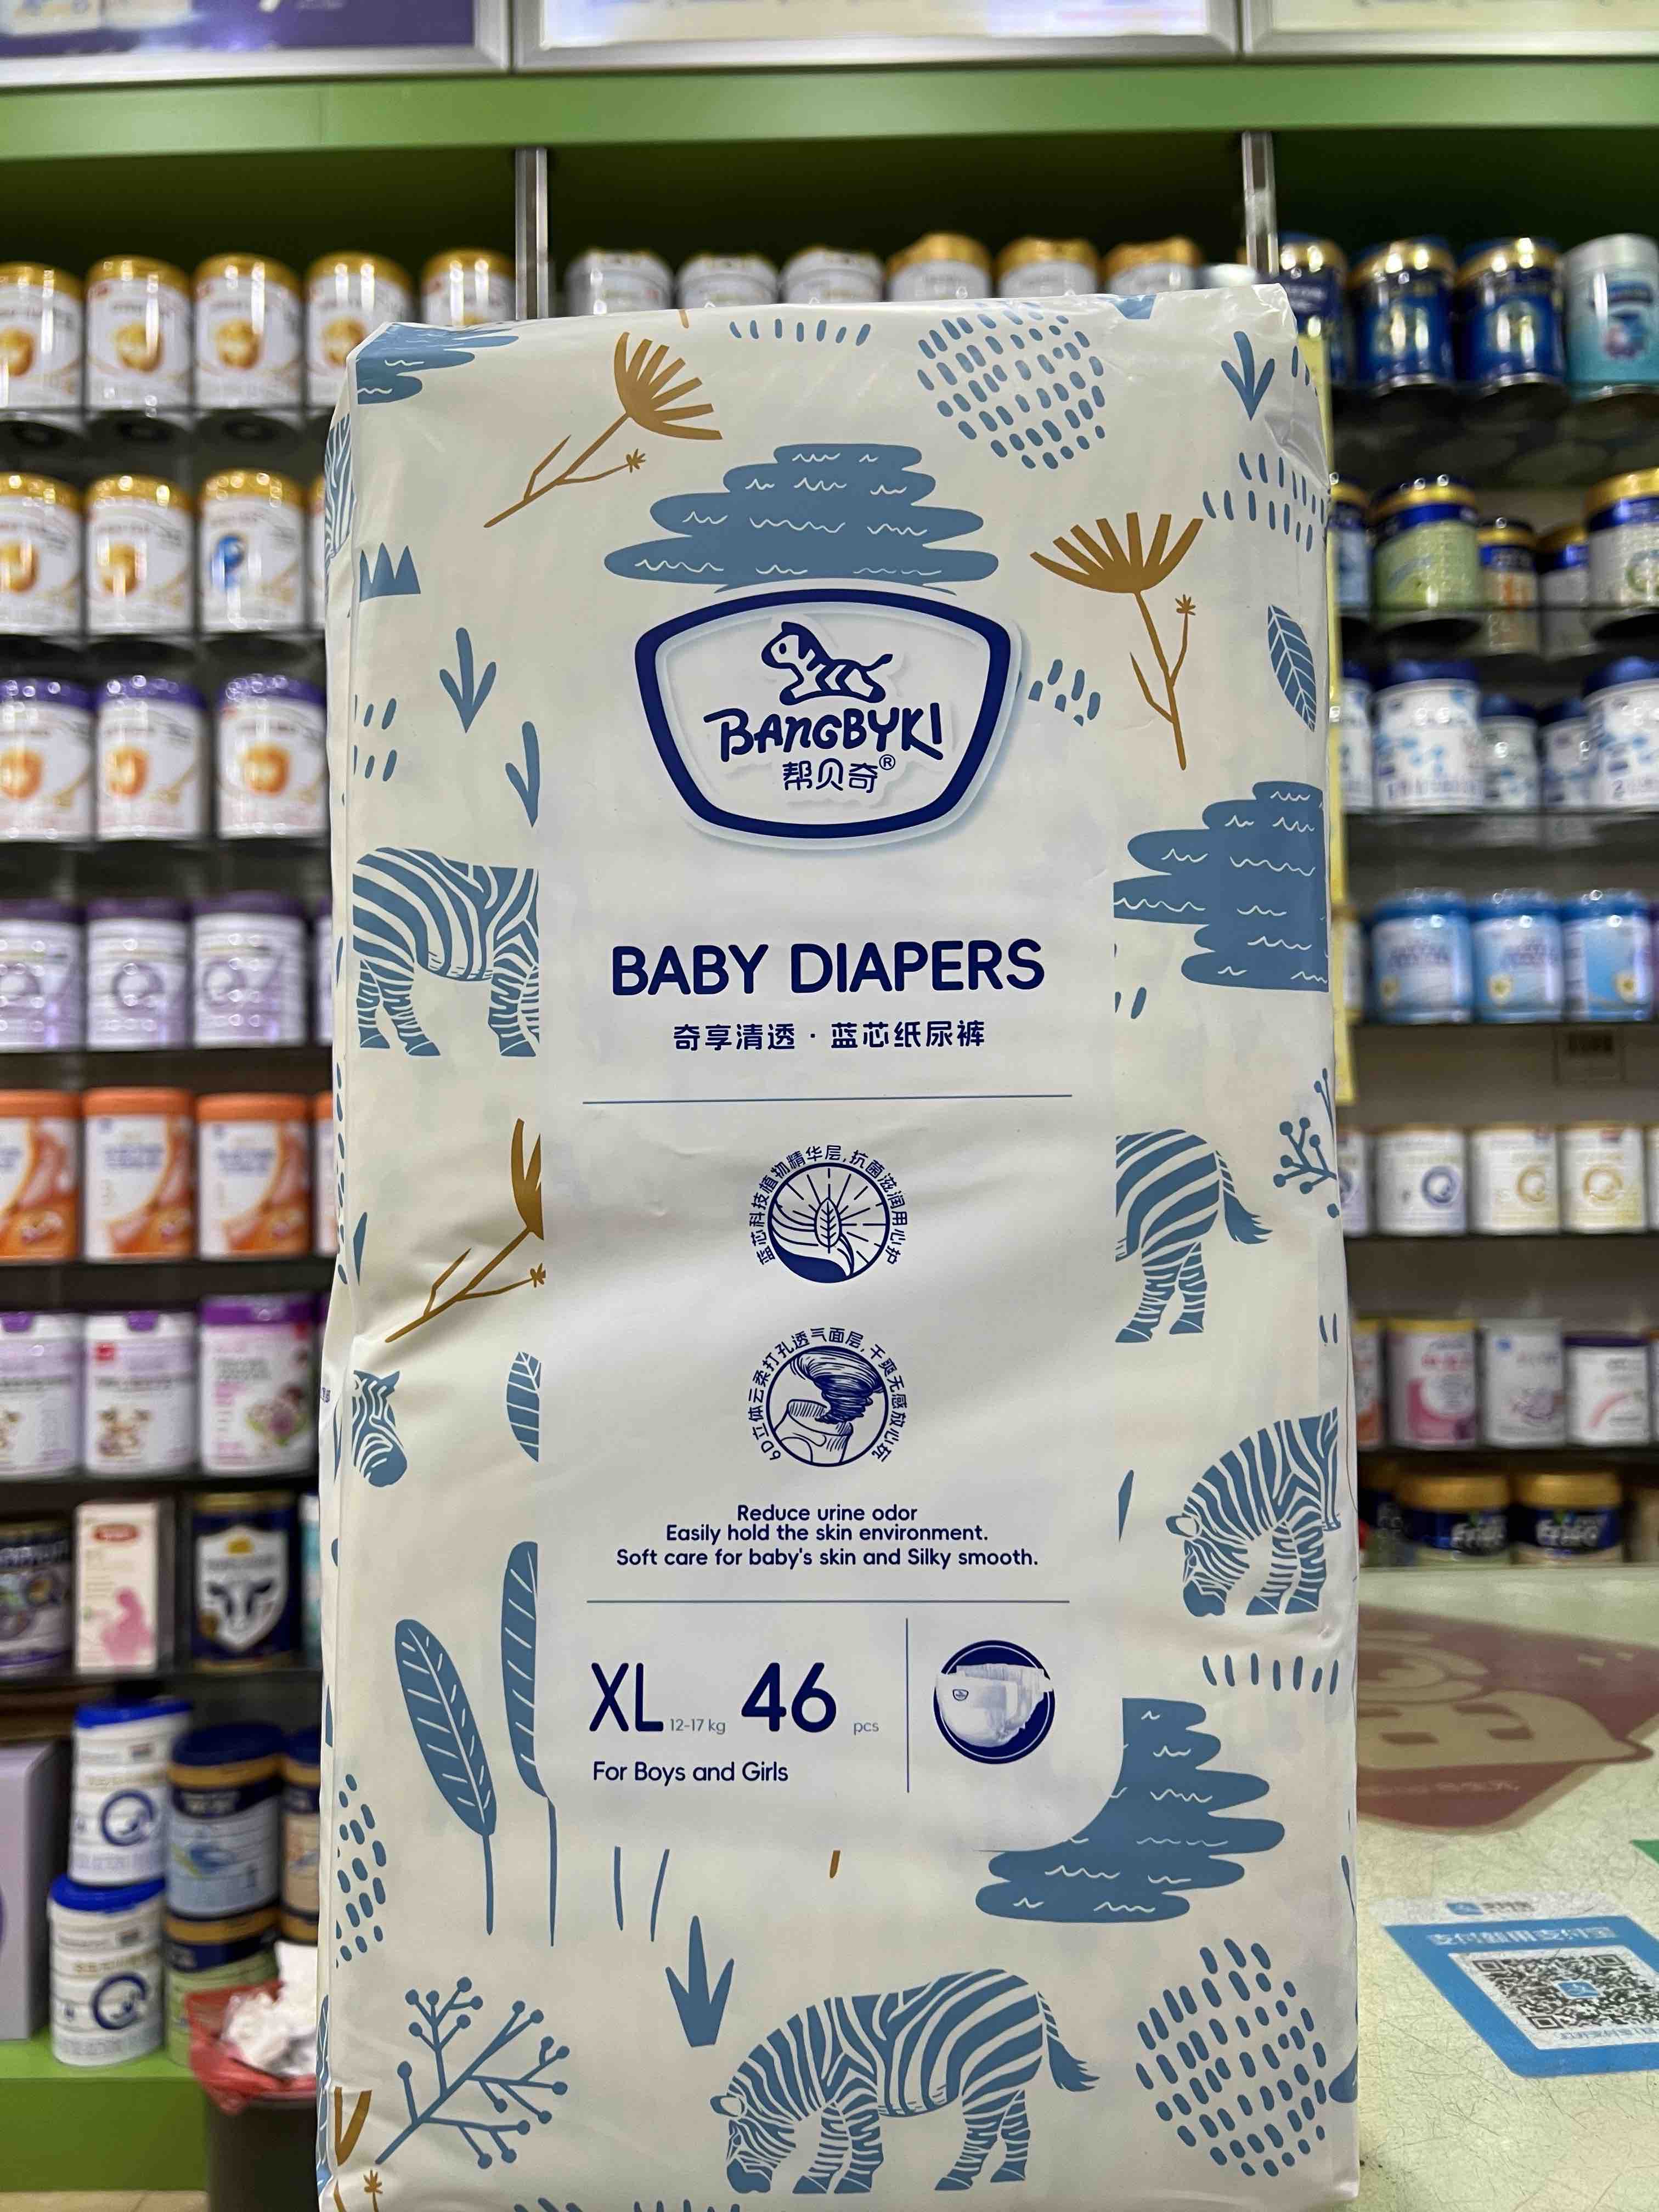 BANGBYKI
帮贝奇®
BABY DIAPERS
奇享清透·蓝芯纸尿裤
蓝芯科技植物精华层,抗菌滋润用心护
6D立体云柔打孔透气面层,干爽无感放心玩
Reduce urine odor
Easily hold the skin environment.
Soft care for baby's skin and Silky smooth.
XL 12-17 kg 46 pcs
For Boys and Girls